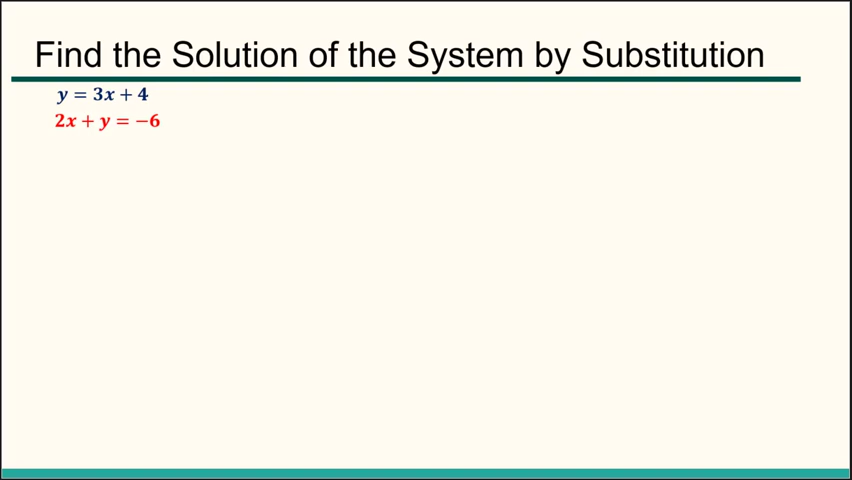 Find the Solution of the System by Substitution
y = 3x + 4
2x + y = −6